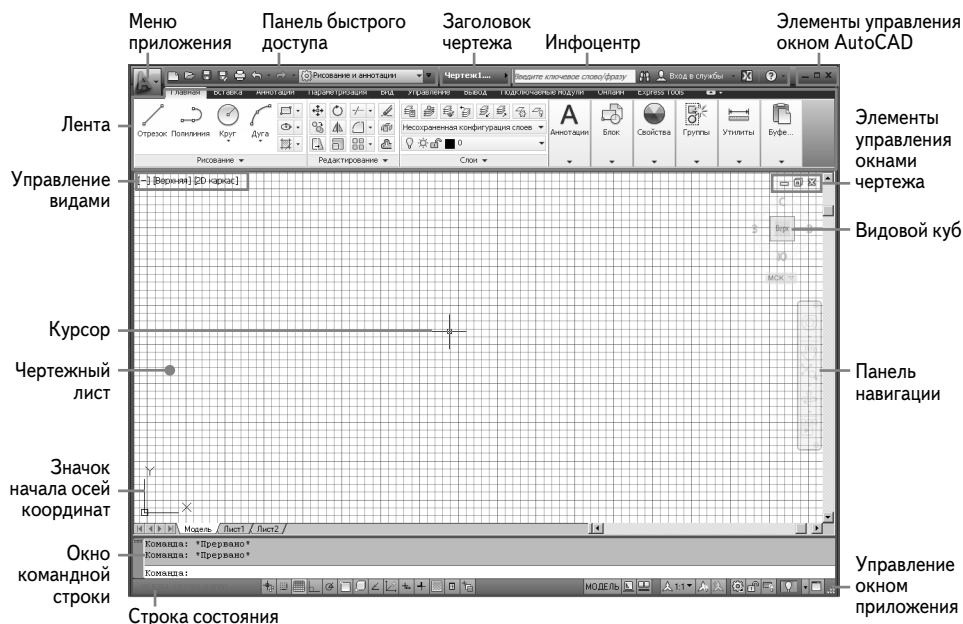 Меню приложения
Панель быстрого доступа
Заголовок чертежа
Инфоцентр
Элементы управления окном AutoCAD
Рисование и аннотации
Чертеж1....
Введите ключевое слово/фразу
Вход в службы
Главная Вставка Аннотации Параметризация Вид Управление Вывод Подключаемые модули Онлайн Express Tools
Лента
Отрезок Полилиния Круг Дуга
Несохраненная конфигурация слоев
0
Аннотации Блок Свойства Группы Утилиты Буфе...
Рисование
Редактирование
Слои
Элементы управления окнами чертежа
Управление видами
[−] [Верхняя] [2D каркас]
С
З Верх В
Ю
МСК
Видовой куб
Курсор
Чертежный лист
Панель навигации
Значок начала осей координат
Y
X
Модель Лист1 Лист2
Окно командной строки
Команда: *Прервано*
Команда: *Прервано*
Команда:
МОДЕЛЬ
1:1
Управление окном приложения
Строка состояния